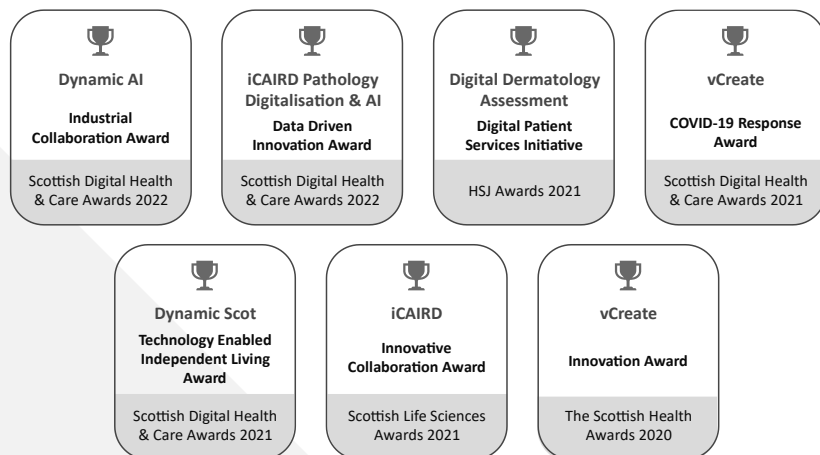 Dynamic AI
Industrial
Collaboration Award
Scottish Digital Health
& Care Awards 2022
iCAIRD Pathology
Digitalisation & AI
Data Driven
Innovation Award
Scottish Digital Health
& Care Awards 2022
Digital Dermatology
Assessment
Digital Patient
Services Initiative
HSJ Awards 2021
vCreate
COVID-19 Response
Award
Scottish Digital Health
& Care Awards 2021
Dynamic Scot
Technology Enabled
Independent Living
Award
Scottish Digital Health
& Care Awards 2021
iCAIRD
Innovative
Collaboration Award
Scottish Life Sciences
Awards 2021
vCreate
Innovation Award
The Scottish Health
Awards 2020